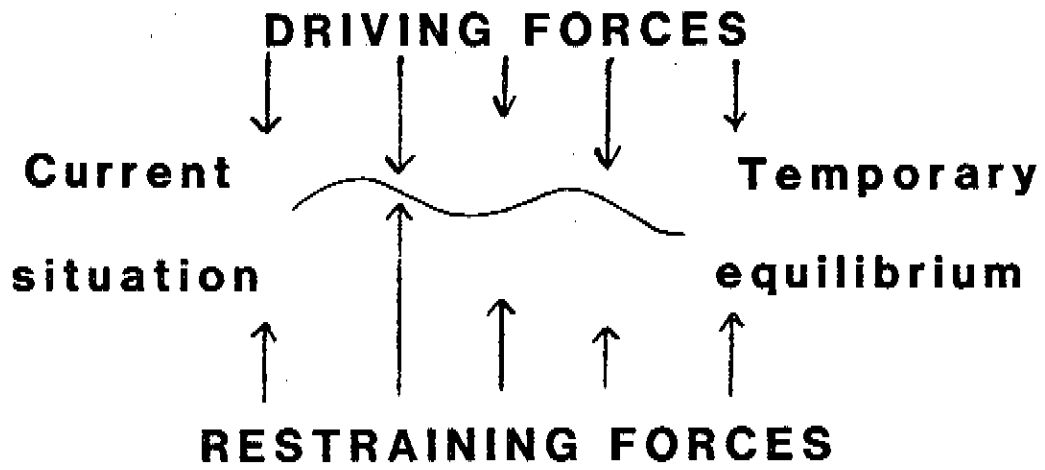 DRIVING FORCES
Current
Temporary
situation
equilibrium
RESTRAINING FORCES